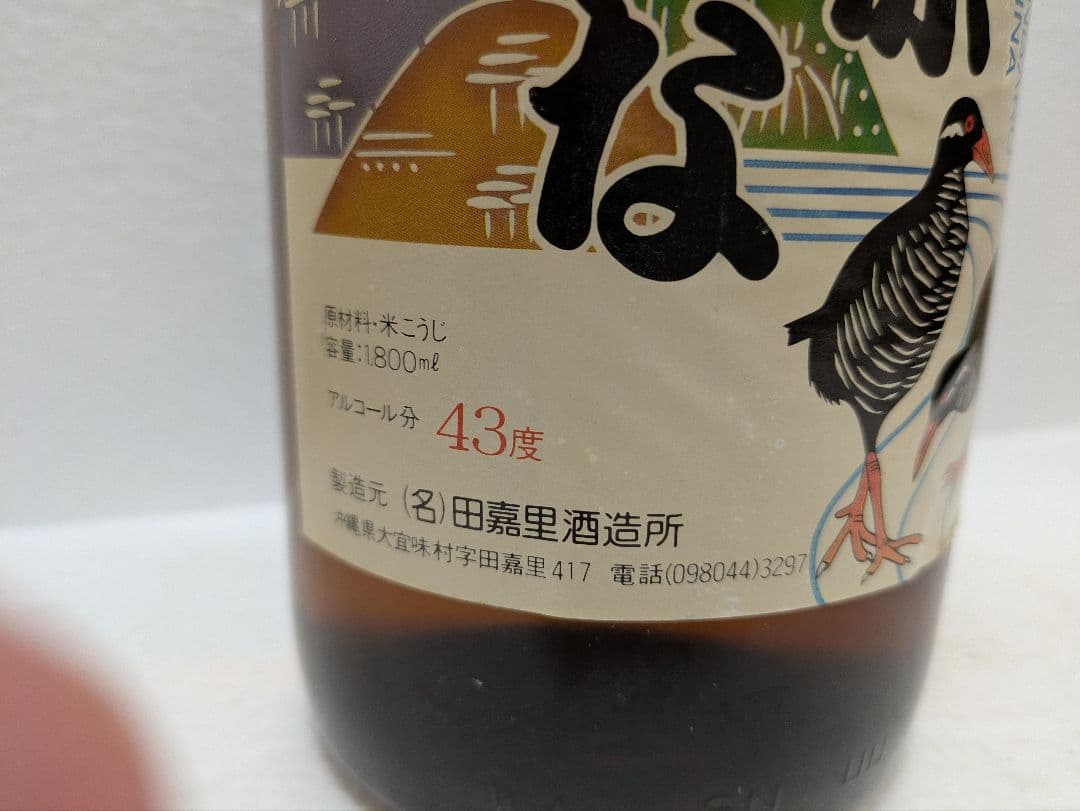 な
原材料・米こうじ
容量:1.800mℓ
アルコール分 43度
製造元 (名)田嘉里酒造所
沖縄県大宜味村字田嘉里417 電話(098044)3297